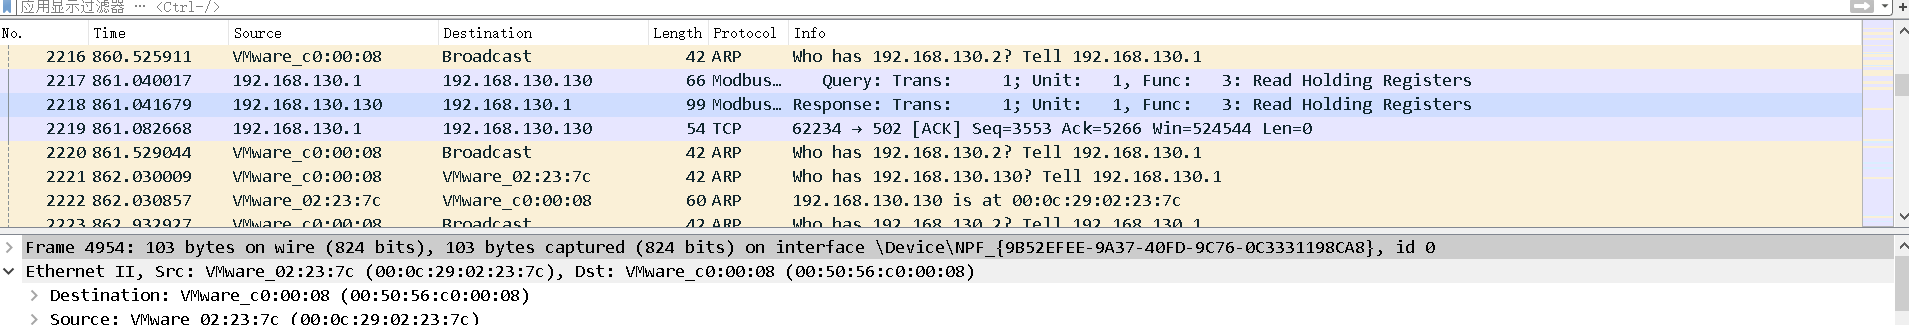 应用显示过滤器 … <Ctrl-/>
No. Time Source Destination Length Protocol Info
2216 860.525911 VMware_c0:00:08 Broadcast 42 ARP Who has 192.168.130.2? Tell 192.168.130.1
2217 861.040017 192.168.130.1 192.168.130.130 66 Modbus… Query: Trans: 1; Unit: 1, Func: 3: Read Holding Registers
2218 861.041679 192.168.130.130 192.168.130.1 99 Modbus… Response: Trans: 1; Unit: 1, Func: 3: Read Holding Registers
2219 861.082668 192.168.130.1 192.168.130.130 54 TCP 62234 → 502 [ACK] Seq=3553 Ack=5266 Win=524544 Len=0
2220 861.529044 VMware_c0:00:08 Broadcast 42 ARP Who has 192.168.130.2? Tell 192.168.130.1
2221 862.030009 VMware_c0:00:08 VMware_02:23:7c 42 ARP Who has 192.168.130.130? Tell 192.168.130.1
2222 862.030857 VMware_02:23:7c VMware_c0:00:08 60 ARP 192.168.130.130 is at 00:0c:29:02:23:7c
2223 862.932927 VMware_c0:00:08 Broadcast 42 ARP Who has 192.168.130.2? Tell 192.168.130.1
Frame 4954: 103 bytes on wire (824 bits), 103 bytes captured (824 bits) on interface \Device\NPF_{9B52EFEE-9A37-40FD-9C76-0C3331198CA8}, id 0
Ethernet II, Src: VMware_02:23:7c (00:0c:29:02:23:7c), Dst: VMware_c0:00:08 (00:50:56:c0:00:08)
Destination: VMware_c0:00:08 (00:50:56:c0:00:08)
Source: VMware_02:23:7c (00:0c:29:02:23:7c)